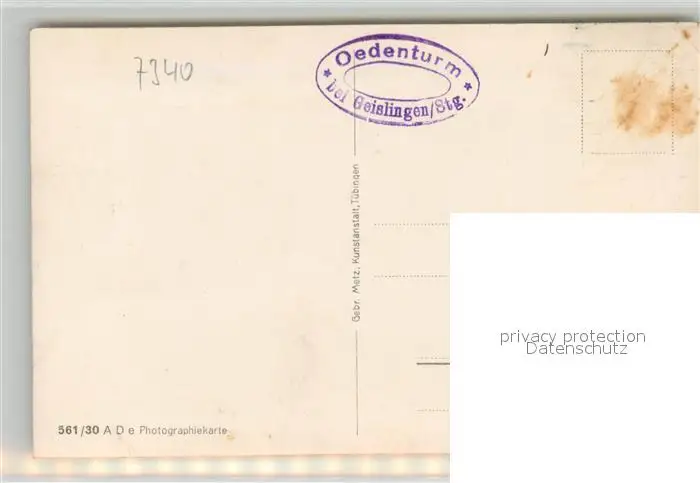 7340
* Oedenturm *
bei Geislingen/Stg.
Gebr. Metz, Kunstanstalt, Tübingen
privacy protection
Datenschutz
561/30 A D e Photographiekarte